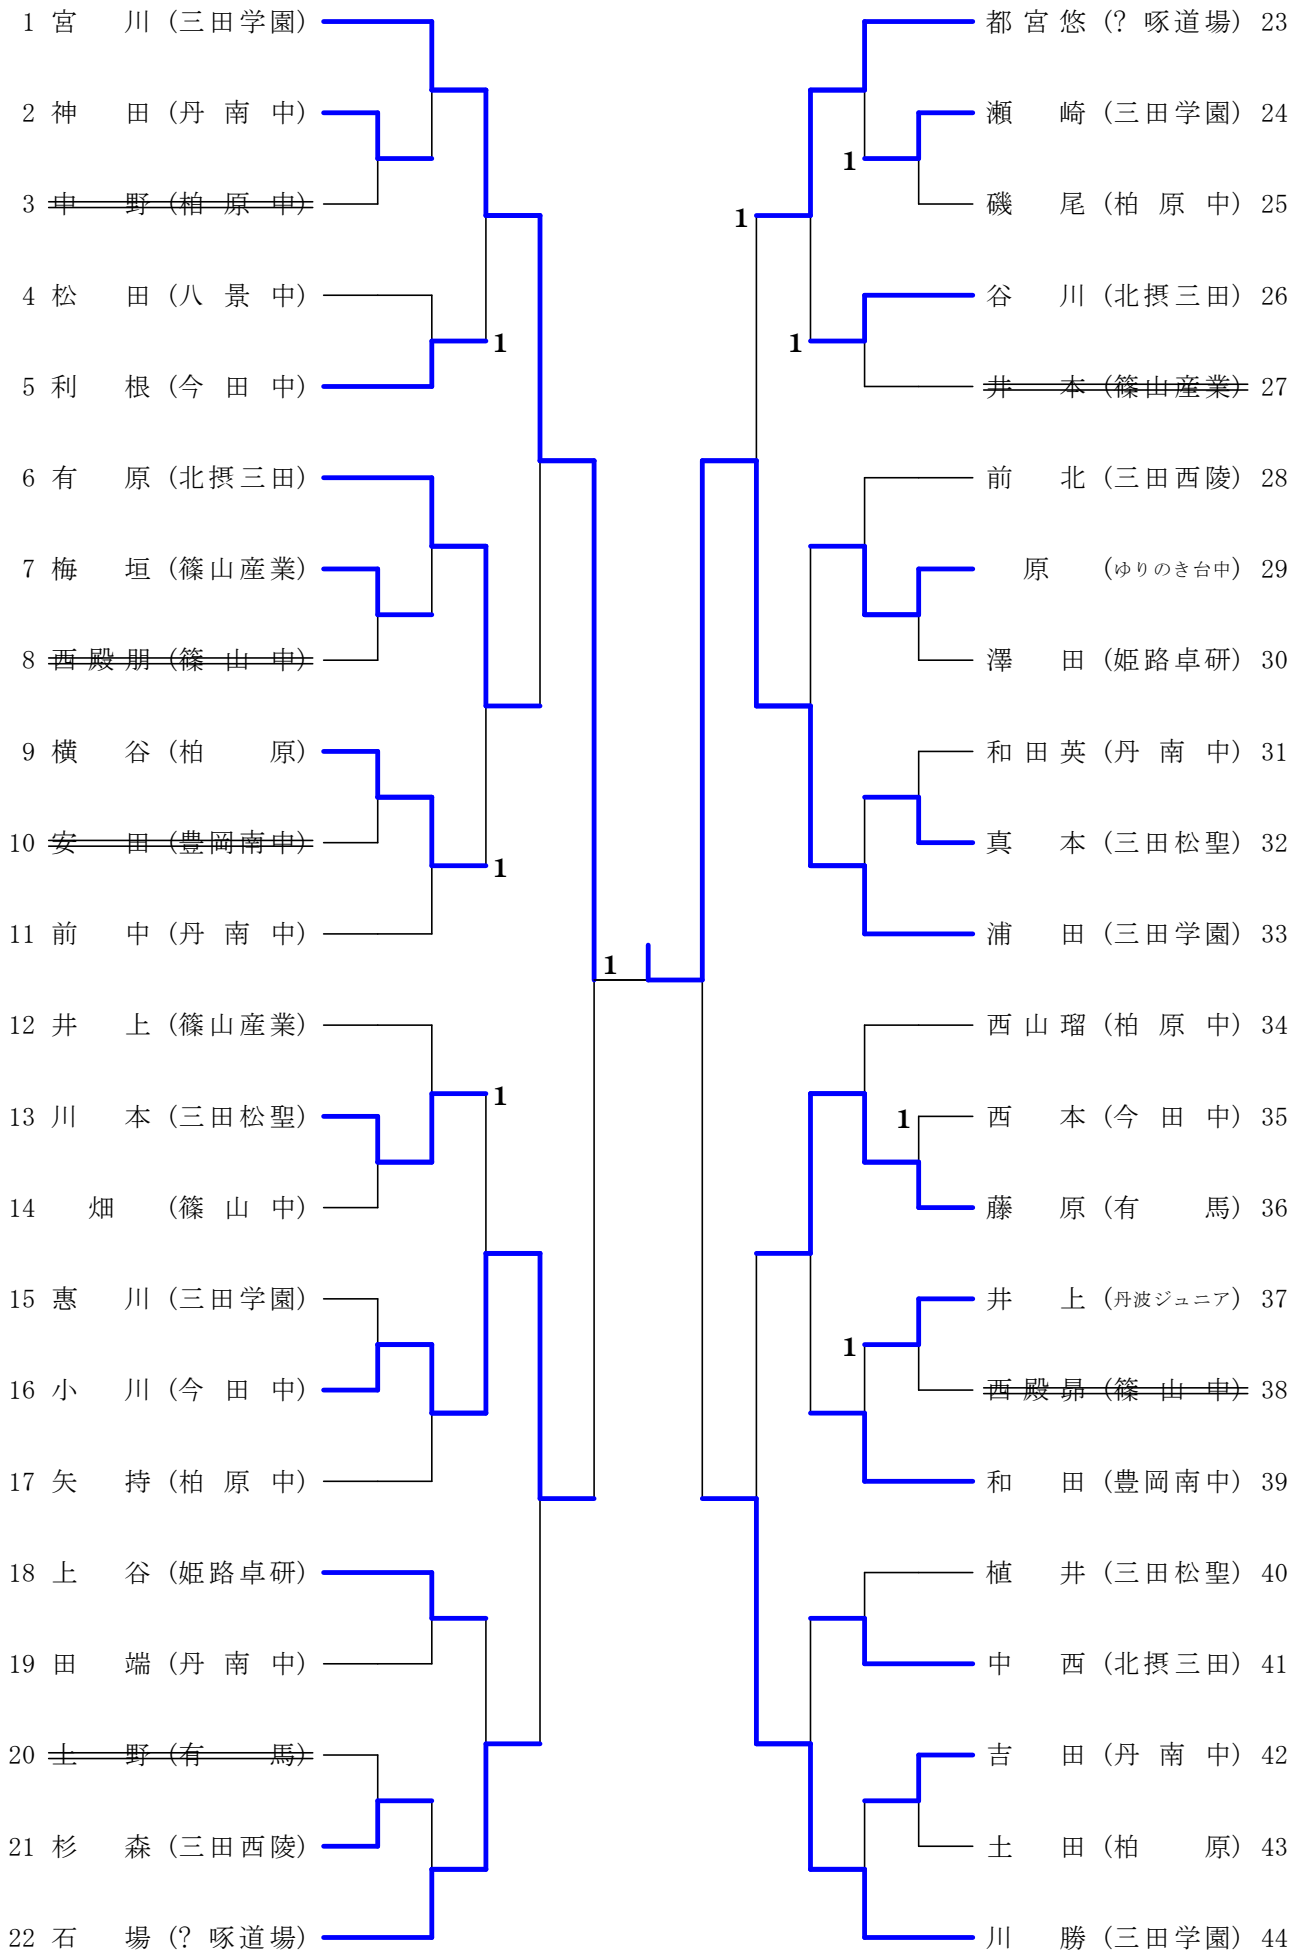 1 宮川 (三田学園)
2 神田 (丹南中)
3 中野 (柏原中)
1
4 松田 (八景中)
1
5 利根 (今田中)
6 有原 (北摂三田)
7 梅垣 (篠山産業)
8 西殿朋 (篠山中)
9 横谷 (柏原)
10 安田 (豊岡南中)
1
11 前中 (丹南中)
1
12 井上 (篠山産業)
1
13 川本 (三田松聖)
14 畑 (篠山中)
15 惠川 (三田学園)
16 小川 (今田中)
17 矢持 (柏原中)
18 上谷 (姫路卓研)
19 田端 (丹南中)
20 上野 (有馬)
21 杉森 (三田西陵)
22 石場 (? 啄道場)
都宮悠 (? 啄道場) 23
瀬崎 (三田学園) 24
1
磯尾 (柏原中) 25
谷川 (北摂三田) 26
1
井本 (篠山産業) 27
前北 (三田西陵) 28
原 (ゆりのき台中) 29
澤田 (姫路卓研) 30
和田英 (丹南中) 31
真本 (三田松聖) 32
浦田 (三田学園) 33
西山瑠 (柏原中) 34
1
西本 (今田中) 35
藤原 (有馬) 36
井上 (丹波ジュニア) 37
1
西殿昴 (篠山中) 38
和田 (豊岡南中) 39
植井 (三田松聖) 40
中西 (北摂三田) 41
吉田 (丹南中) 42
土田 (柏原) 43
川勝 (三田学園) 44